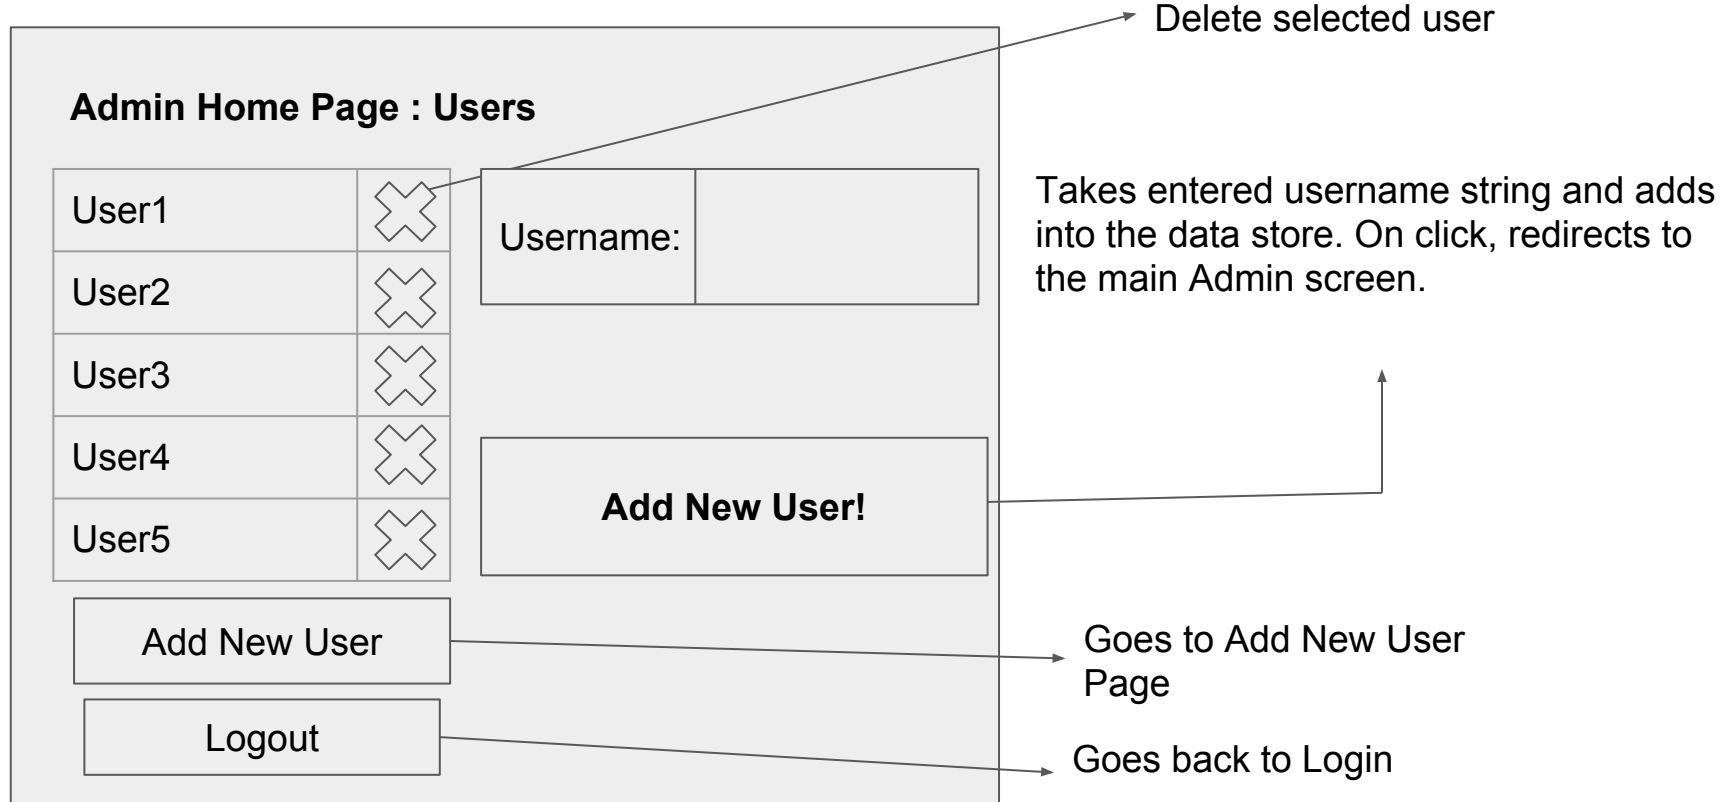 Delete selected user
Admin Home Page : Users
User1
User2
User3
User4
User5
Username:
Takes entered username string and adds
into the data store. On click, redirects to
the main Admin screen.
Add New User!
Add New User
Goes to Add New User
Page
Logout
Goes back to Login